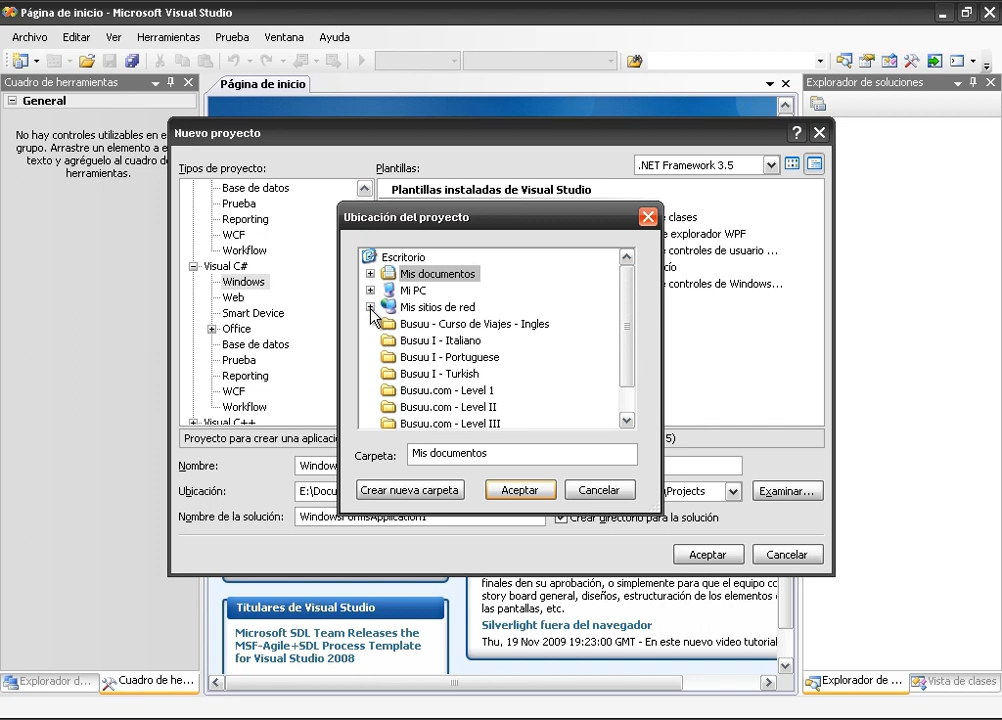 Página de inicio - Microsoft Visual Studio
Archivo Editar Ver Herramientas Prueba Ventana Ayuda
Cuadro de herramientas
Página de inicio
Explorador de soluciones
General
No hay controles utilizables en e
grupo. Arrastre un elemento a e
texto y agréguelo al cuadro de
herramientas.
Nuevo proyecto
Tipos de proyecto:
Plantillas:
.NET Framework 3.5
Base de datos
Prueba
Reporting
WCF
Workflow
Visual C#
Windows
Web
Smart Device
Office
Base de datos
Prueba
Reporting
WCF
Workflow
Visual C++
Plantillas instaladas de Visual Studio
clases
e explorador WPF
controles de usuario ...
cío
controles de Windows...
Ubicación del proyecto
Escritorio
Mis documentos
Mi PC
Mis sitios de red
Busuu - Curso de Viajes - Ingles
Busuu I - Italiano
Busuu I - Portuguese
Busuu I - Turkish
Busuu.com - Level 1
Busuu.com - Level II
Busuu.com - Level III
Carpeta: Mis documentos
Crear nueva carpeta Aceptar Cancelar
Proyecto para crear una aplicació
5)
Nombre: Window
Ubicación: E:\Docu
\Projects Examinar...
Nombre de la solución: WindowsFormsApplication1
Crear directorio para la solución
Aceptar Cancelar
Titulares de Visual Studio
Microsoft SDL Team Releases the
MSF-Agile+SDL Process Template
for Visual Studio 2008
finales den su aprobación, o simplemente para que el equipo co
story board general, diseños, estructuración de los elementos
las pantallas, etc.
Silverlight fuera del navegador
Thu, 19 Nov 2009 19:23:00 GMT - En este nuevo video tutorial
Explorador d... Cuadro de he...
Explorador de ... Vista de clases